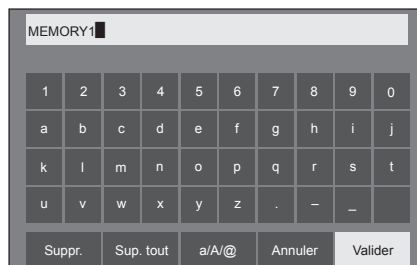 MEMORY1
1 2 3 4 5 6 7 8 9 0
a b c d e f g h i j
k l m n o p q r s t
u v w x y z . – _
Suppr. Sup. tout a/A/@ Annuler Valider